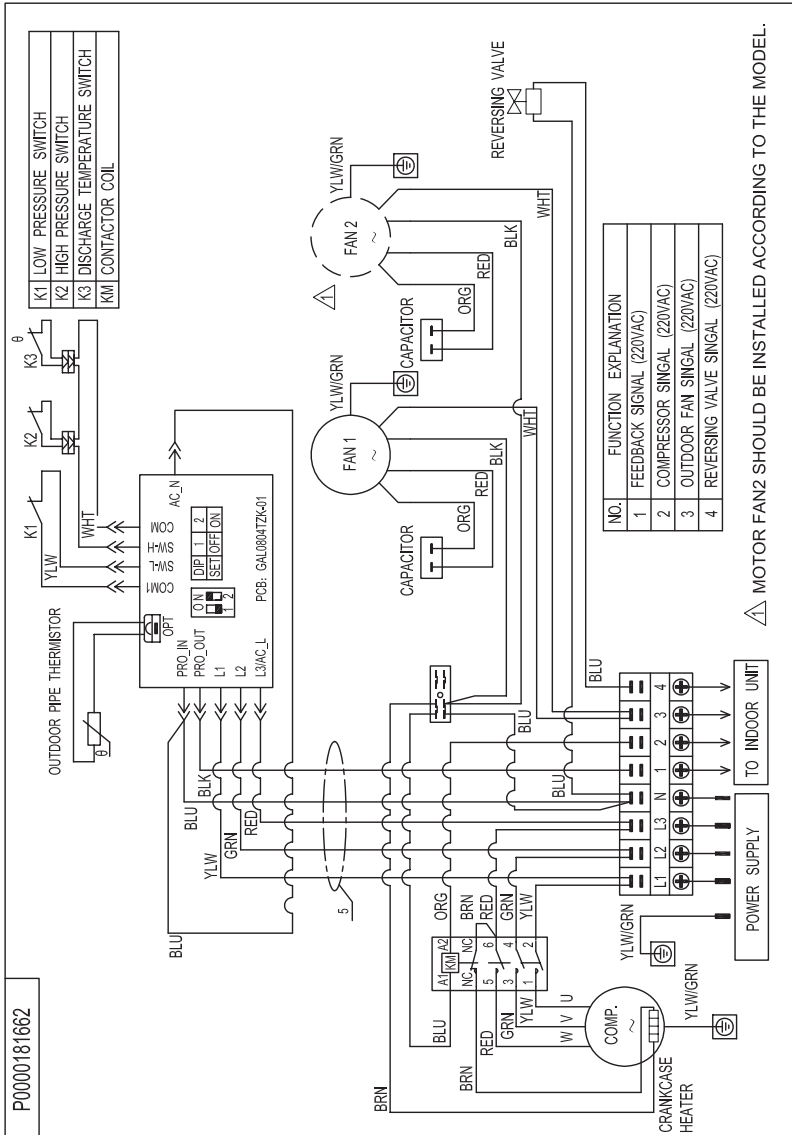 P0000181662
OUTDOOR PIPE THERMISTOR
θ
K1
K2
K3
θ
YLW
WHT
K1 LOW PRESSURE SWITCH
K2 HIGH PRESSURE SWITCH
K3 DISCHARGE TEMPERATURE SWITCH
KM CONTACTOR COIL
OPT
COM1
SW-L
SW-H
COM
AC_N
PRO_IN
PRO_OUT
L1
L2
L3/AC_L
ON
1 2
DIP 1 2
SET OFF ON
PCB: GAL0804TZK-01
BLU
BLU
BLK
YLW
GRN
RED
5
CAPACITOR
FAN 1
~
YLW/GRN
ORG
RED
BLK
WHT
CAPACITOR
1
FAN 2
~
YLW/GRN
ORG
RED
BLK
WHT
REVERSING VALVE
BRN
BLU
A1 KM A2
ORG
BRN
NC NC
BRN
RED
5 6
RED
GRN
3 4
GRN
YLW
1 2
YLW
W V U
COMP.
~
CRANKCASE
HEATER
YLW/GRN
YLW/GRN
BLU
BLU
BLU
L1 L2 L3 N 1 2 3 4
POWER SUPPLY
TO INDOOR UNIT
NO. FUNCTION EXPLANATION
1 FEEDBACK SIGNAL (220VAC)
2 COMPRESSOR SINGAL (220VAC)
3 OUTDOOR FAN SINGAL (220VAC)
4 REVERSING VALVE SINGAL (220VAC)
1 MOTOR FAN2 SHOULD BE INSTALLED ACCORDING TO THE MODEL.